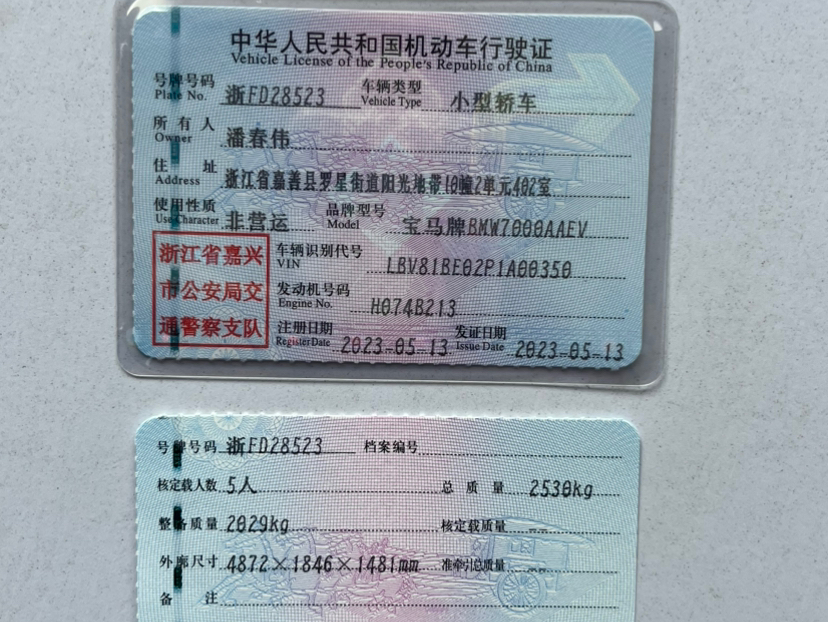 中华人民共和国机动车行驶证
Vehicle License of the People's Republic of China
号牌号码 Plate No. 浙FD28523 车辆类型 Vehicle Type 小型轿车
所有人 Owner 潘春伟
住址 Address 浙江省嘉善县罗星街道阳光地带10幢2单元402室
使用性质 Use Character 非营运 品牌型号 Model 宝马牌BMW7000AAEV
浙江省嘉兴
市公安局交
通警察支队
车辆识别代号 VIN LBV81BE02P1A00350
发动机号码 Engine No. H074B213
注册日期 Register Date 2023-05-13 发证日期 Issue Date 2023-05-13
号牌号码 浙FD28523 档案编号
核定载人数 5人 总质量 2530kg
整备质量 2029kg 核定载质量 --
外廓尺寸 4872×1846×1481mm 准牵引总质量 --
备注